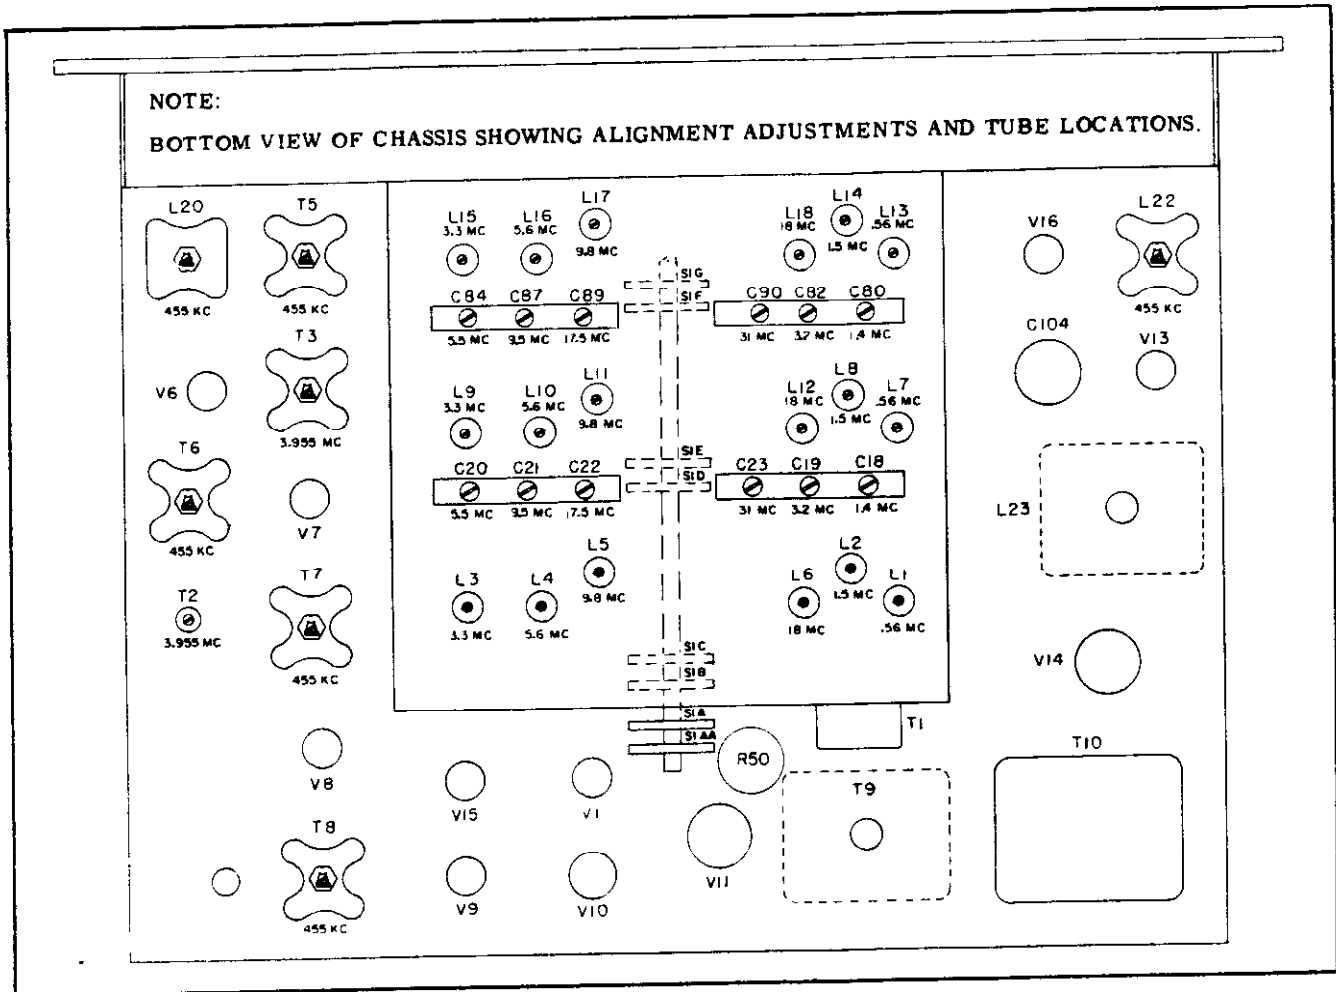 NOTE:
BOTTOM VIEW OF CHASSIS SHOWING ALIGNMENT ADJUSTMENTS AND TUBE LOCATIONS.
L20
455 KC
T5
455 KC
T3
3.955 MC
V6
T6
455 KC
V7
T2
3.955 MC
T7
455 KC
V8
T8
455 KC
L15
3.3 MC
L16
5.6 MC
L17
9.8 MC
C84 C87 C89
5.5 MC 9.5 MC 17.5 MC
L9
3.3 MC
L10
5.6 MC
L11
9.8 MC
C20 C21 C22
5.5 MC 9.5 MC 17.5 MC
L3
3.3 MC
L4
5.6 MC
L5
9.8 MC
S1G
S1F
S1E
S1D
S1C
S1B
S1A
S1AA
L18
18 MC
L14
1.5 MC
L13
.56 MC
C90 C82 C80
31 MC 3.2 MC 1.4 MC
L12
18 MC
L8
1.5 MC
L7
.56 MC
C23 C19 C18
31 MC 3.2 MC 1.4 MC
L6
18 MC
L2
1.5 MC
L1
.56 MC
V16
L22
455 KC
C104
V13
L23
V14
T1
T10
R50
T9
V15
V1
V11
V9
V10